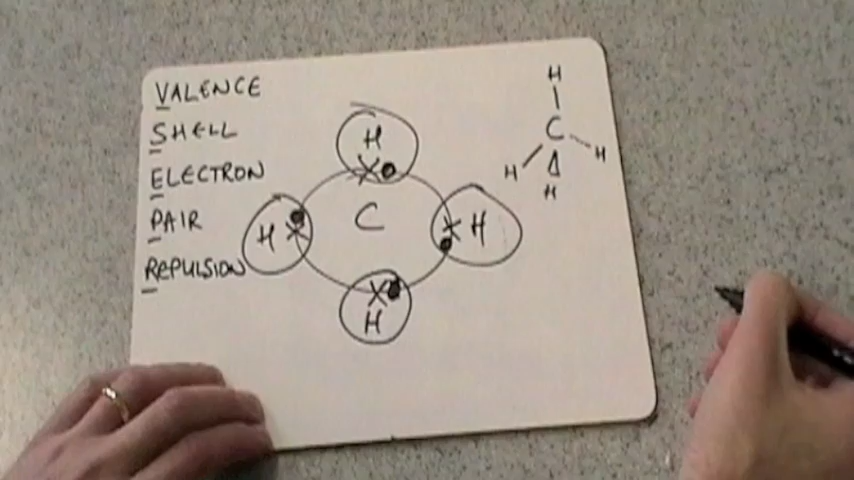 VALENCE
SHELL
ELECTRON
PAIR
REPULSION
H
H C H
H
H
C
H H
H